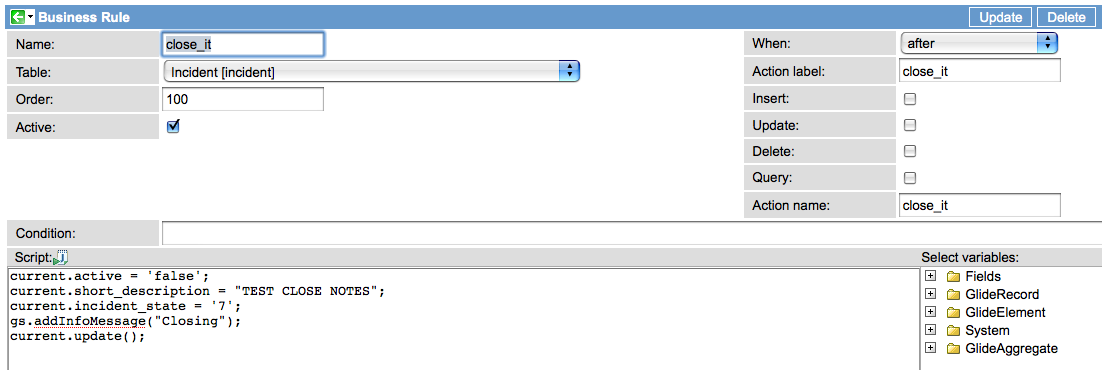 Business Rule
Update
Delete
Name:
close_it
When:
after
Table:
Incident [incident]
Action label:
close_it
Order:
100
Insert:
Active:
Update:
Delete:
Query:
Action name:
close_it
Condition:
Script:
Select variables:
current.active = 'false';
current.short_description = "TEST CLOSE NOTES";
current.incident_state = '7';
gs.addInfoMessage("Closing");
current.update();
Fields
GlideRecord
GlideElement
System
GlideAggregate